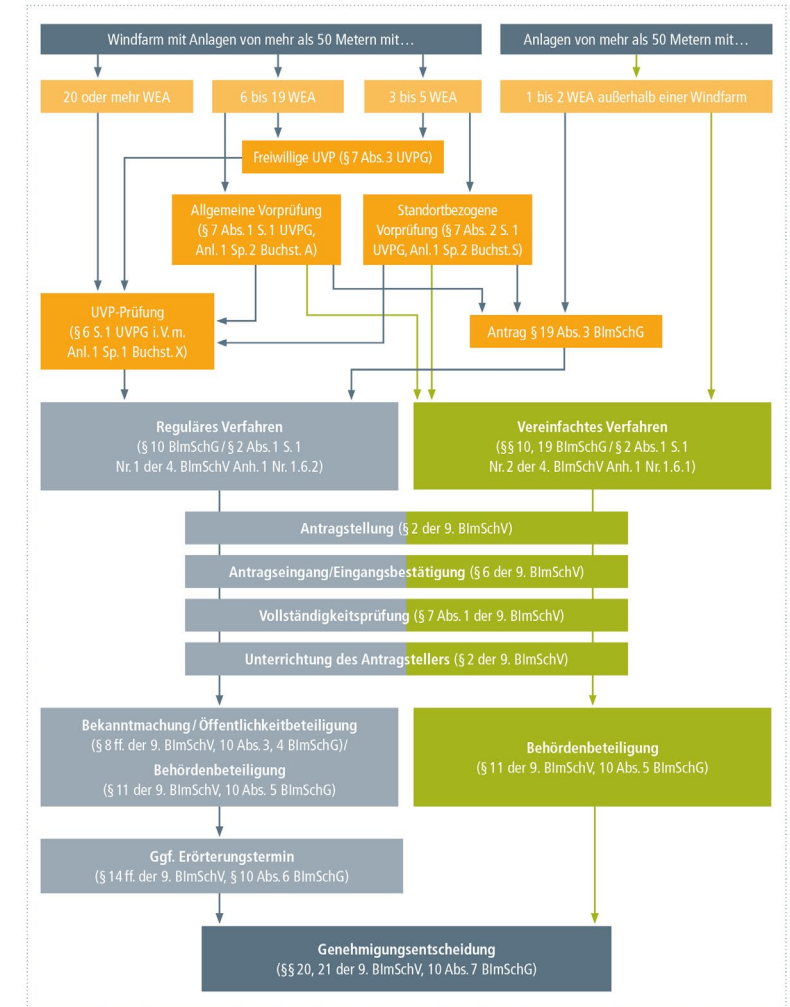 Windfarm mit Anlagen von mehr als 50 Metern mit…
Anlagen von mehr als 50 Metern mit…
20 oder mehr WEA
6 bis 19 WEA
3 bis 5 WEA
1 bis 2 WEA außerhalb einer Windfarm
Freiwillige UVP (§ 7 Abs. 3 UVPG)
Allgemeine Vorprüfung
(§ 7 Abs. 1 S. 1 UVPG,
Anl. 1 Sp. 2 Buchst. A)
Standortbezogene
Vorprüfung (§ 7 Abs. 2 S. 1
UVPG, Anl. 1 Sp. 2 Buchst. S)
UVP-Prüfung
(§ 6 S. 1 UVPG i. V. m.
Anl. 1 Sp. 1 Buchst. X)
Antrag § 19 Abs. 3 BImSchG
Reguläres Verfahren
(§ 10 BImSchG / § 2 Abs. 1 S. 1
Nr. 1 der 4. BImSchV Anh. 1 Nr. 1.6.2)
Vereinfachtes Verfahren
(§§ 10, 19 BImSchG / § 2 Abs. 1 S. 1
Nr. 2 der 4. BImSchV Anh. 1 Nr. 1.6.1)
Antragstellung (§ 2 der 9. BImSchV)
Antragseingang/Eingangsbestätigung (§ 6 der 9. BImSchV)
Vollständigkeitsprüfung (§ 7 Abs. 1 der 9. BImSchV)
Unterrichtung des Antragstellers (§ 2 der 9. BImSchV)
Bekanntmachung / Öffentlichkeitbeteiligung
(§ 8 ff. der 9. BImSchV, 10 Abs. 3, 4 BImSchG)/
Behördenbeteiligung
(§ 11 der 9. BImSchV, 10 Abs. 5 BImSchG)
Behördenbeteiligung
(§ 11 der 9. BImSchV, 10 Abs. 5 BImSchG)
Ggf. Erörterungstermin
(§ 14 ff. der 9. BImSchV, § 10 Abs. 6 BImSchG)
Genehmigungsentscheidung
(§§ 20, 21 der 9. BImSchV, 10 Abs. 7 BImSchG)